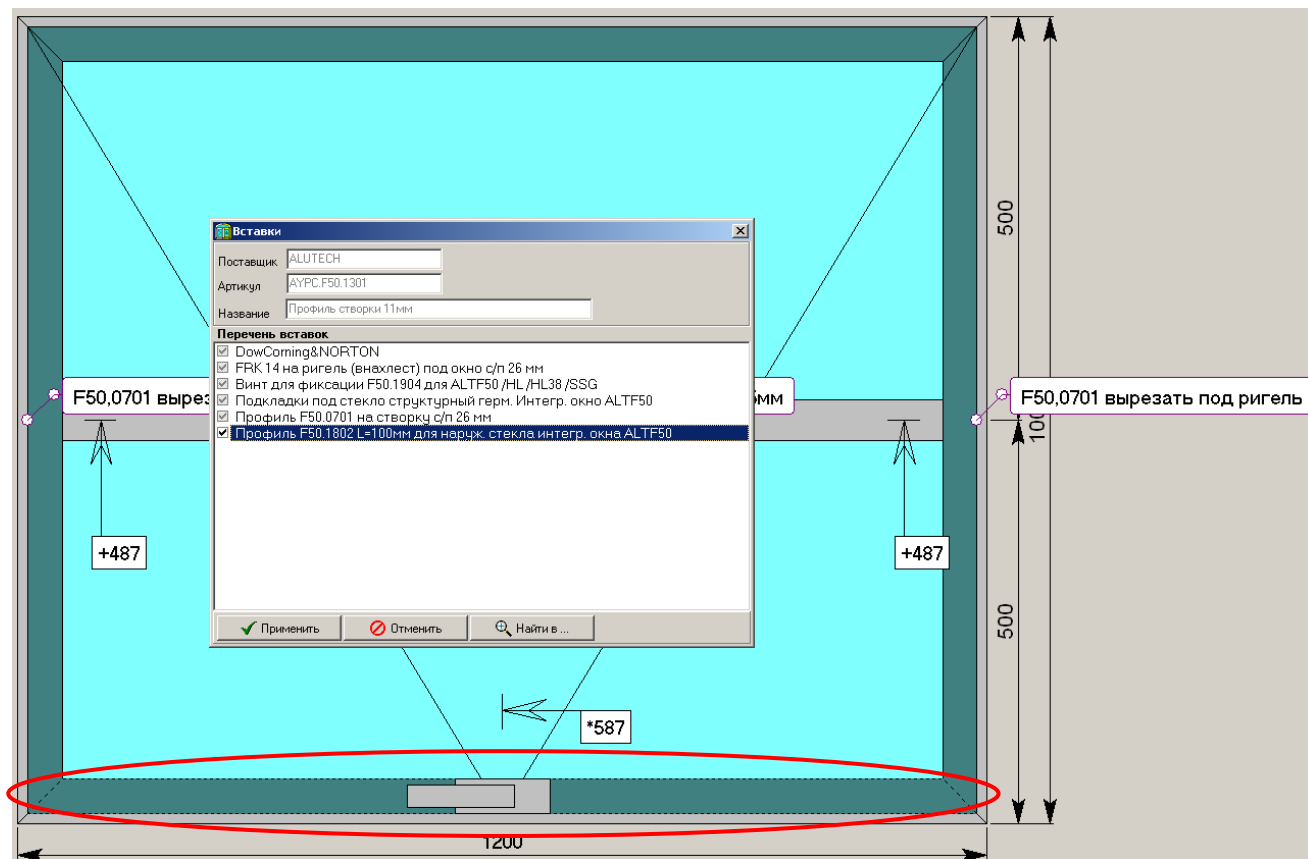 500
Вставки
Поставщик ALUTECH
Артикул AYPC.F50.1301
Название Профиль створки 11мм
Перечень вставок
DowCorning&NORTON
FRK 14 на ригель (внахлест) под окно с/п 26 мм
Винт для фиксации F50.1904 для ALTF50 /HL /HL38 /SSG
Подкладки под стекло структурный герм. Интегр. окно ALTF50
Профиль F50.0701 на створку с/п 26 мм
Профиль F50.1802 L=100мм для наруж. стекла интегр. окна ALTF50
F50,0701 вырез
мм
F50,0701 вырезать под ригель
100
+487
+487
Применить
Отменить
Найти в ...
500
*587
1200